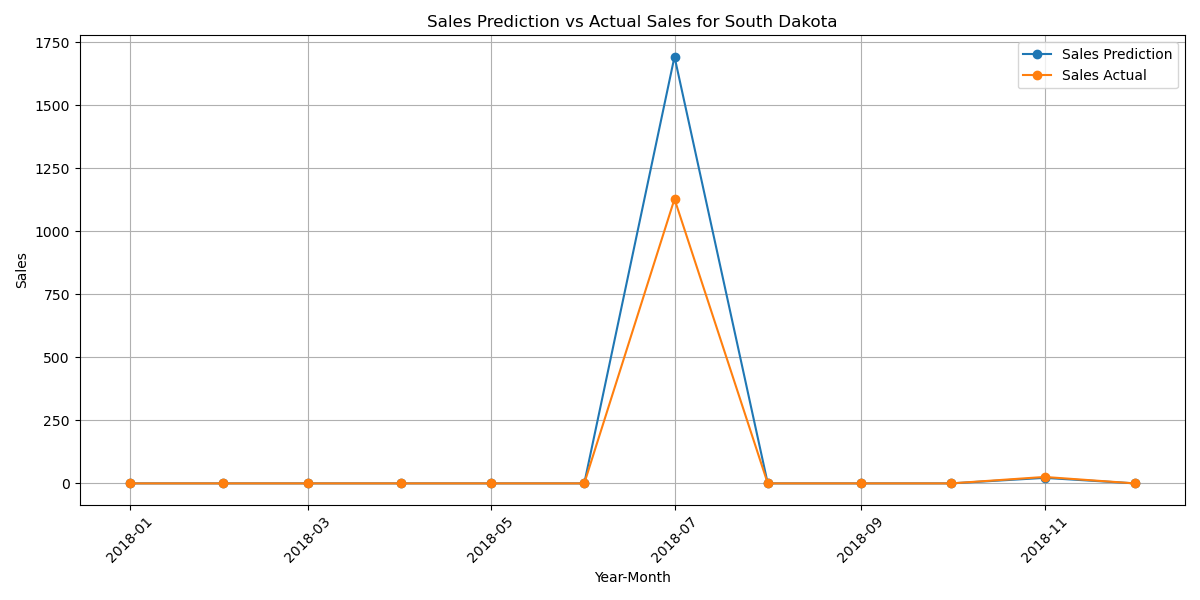 Sales Prediction vs Actual Sales for South Dakota
Sales Prediction
Sales Actual
1750
1500
1250
1000
750
500
250
0
Sales
2018-01
2018-03
2018-05
2018-07
2018-09
2018-11
Year-Month